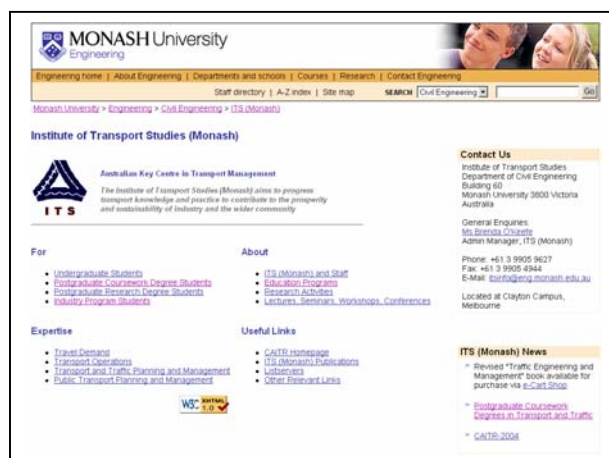 MONASH University
Engineering
Engineering home | About Engineering | Departments and schools | Courses | Research | Contact Engineering
Staff directory | A-Z index | Site map SEARCH Civil Engineering Go
Monash University > Engineering > Civil Engineering > ITS (Monash)
Institute of Transport Studies (Monash)
ITS
Australian Key Centre in Transport Management
The Institute of Transport Studies (Monash) aims to progress
transport knowledge and practice to contribute to the prosperity
and sustainability of industry and the wider community
For
Undergraduate Students
Postgraduate Coursework Degree Students
Postgraduate Research Degree Students
Industry Program Students
About
ITS (Monash) and Staff
Education Programs
Research Activities
Lectures, Seminars, Workshops, Conferences
Expertise
Travel Demand
Transport Operations
Transport and Traffic Planning and Management
Public Transport Planning and Management
Useful Links
CAITR Homepage
ITS (Monash) Publications
Listservers
Other Relevant Links
W3C XHTML 1.0
Contact Us
Institute of Transport Studies
Department of Civil Engineering
Building 60
Monash University 3800 Victoria
Australia
General Enquiries:
Ms Brenda O'Keefe
Admin Manager, ITS (Monash)
Phone: +61 3 9905 9627
Fax: +61 3 9905 4944
E-Mail: itsinfo@eng.monash.edu.au
Located at Clayton Campus,
Melbourne
ITS (Monash) News
Revised "Traffic Engineering and
Management" book available for
purchase via e-Cart Shop
Postgraduate Coursework
Degrees in Transport and Traffic
CAITR-2004